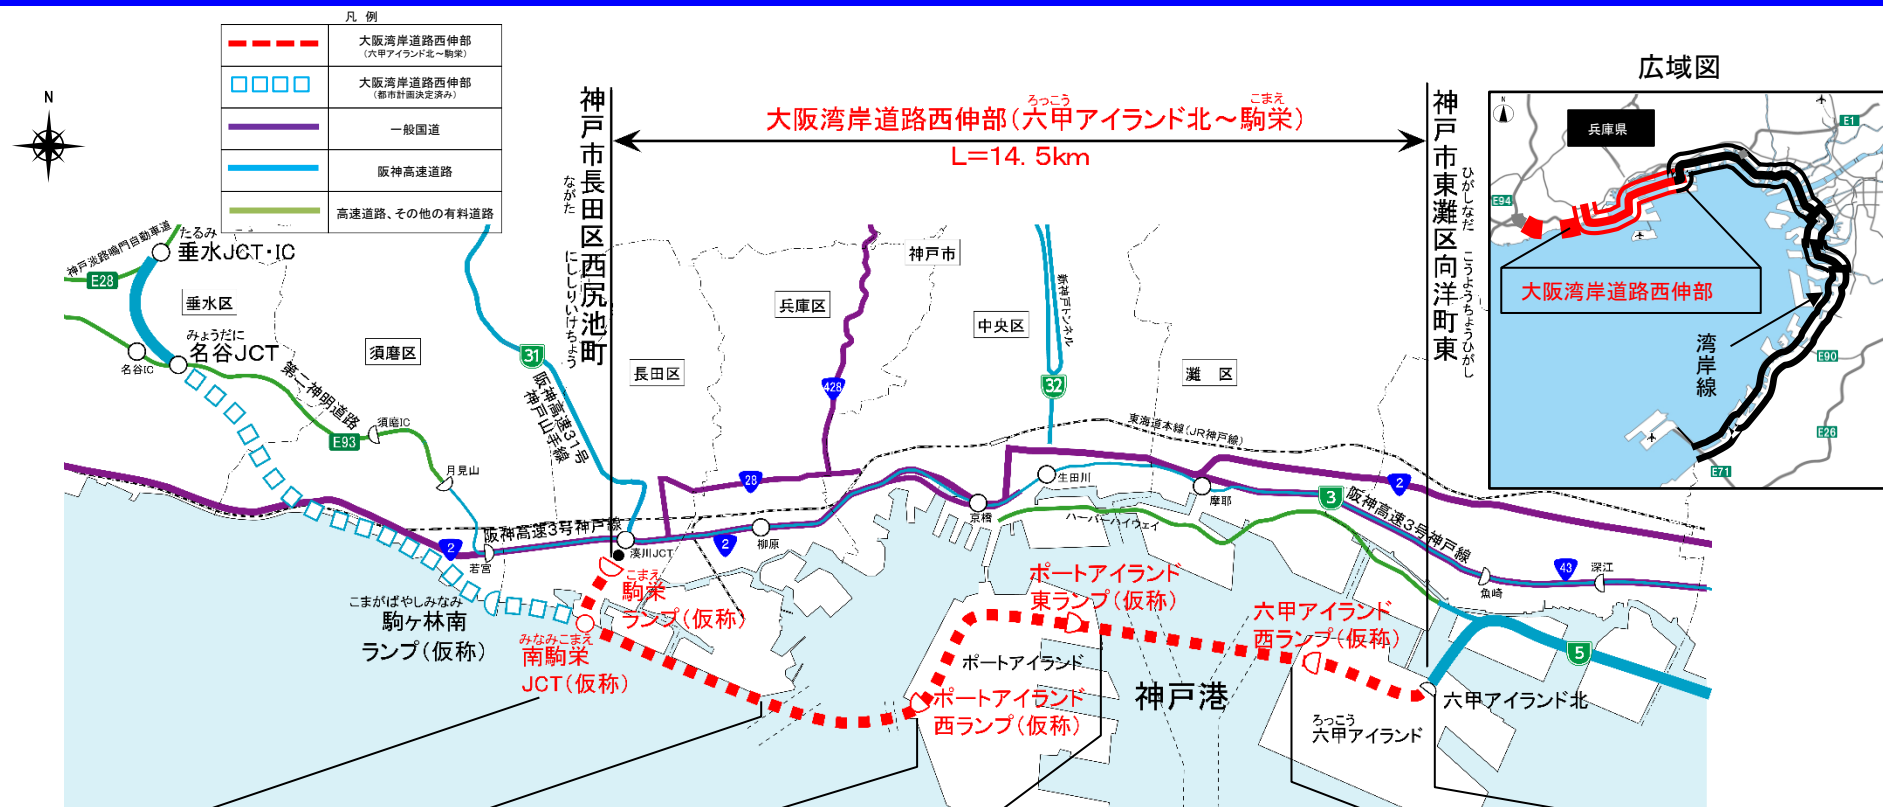 凡 例
大阪湾岸道路西伸部
(六甲アイランド北～駒栄)
大阪湾岸道路西伸部
(都市計画決定済み)
一般国道
阪神高速道路
高速道路、その他の有料道路
N
神戸市長田区西尻池町
ながた
にししりいけちょう
ろっこう
こまえ
大阪湾岸道路西伸部(六甲アイランド北～駒栄)
L=14.5km
神戸市東灘区向洋町東
ひがしなだ
こうようちょうひがし
広域図
N
兵庫県
E1
E94
大阪湾岸道路西伸部
湾岸線
E90
E26
E71
神戸淡路鳴門自動車道
E28
たるみ
垂水JCT・IC
垂水区
みょうだに
名谷JCT
名谷IC
須磨区
第二神明道路
E93
須磨IC
月見山
31
阪神高速31号
神戸山手線
長田区
兵庫区
神戸市
428
中央区
新神戸トンネル
32
灘 区
東海道本線(JR神戸線)
28
2
阪神高速3号神戸線
若宮
湊川JCT
2
柳原
京橋
生田川
ハーバーハイウェイ
摩耶
3
阪神高速3号神戸線
2
43
魚崎
深江
5
こまがばやしみなみ
駒ヶ林南
ランプ(仮称)
こまえ
駒栄
ランプ(仮称)
みなみこまえ
南駒栄
JCT(仮称)
ポートアイランド
東ランプ(仮称)
ポートアイランド
ポートアイランド
西ランプ(仮称)
神戸港
六甲アイランド
西ランプ(仮称)
六甲アイランド北
ろっこう
六甲アイランド